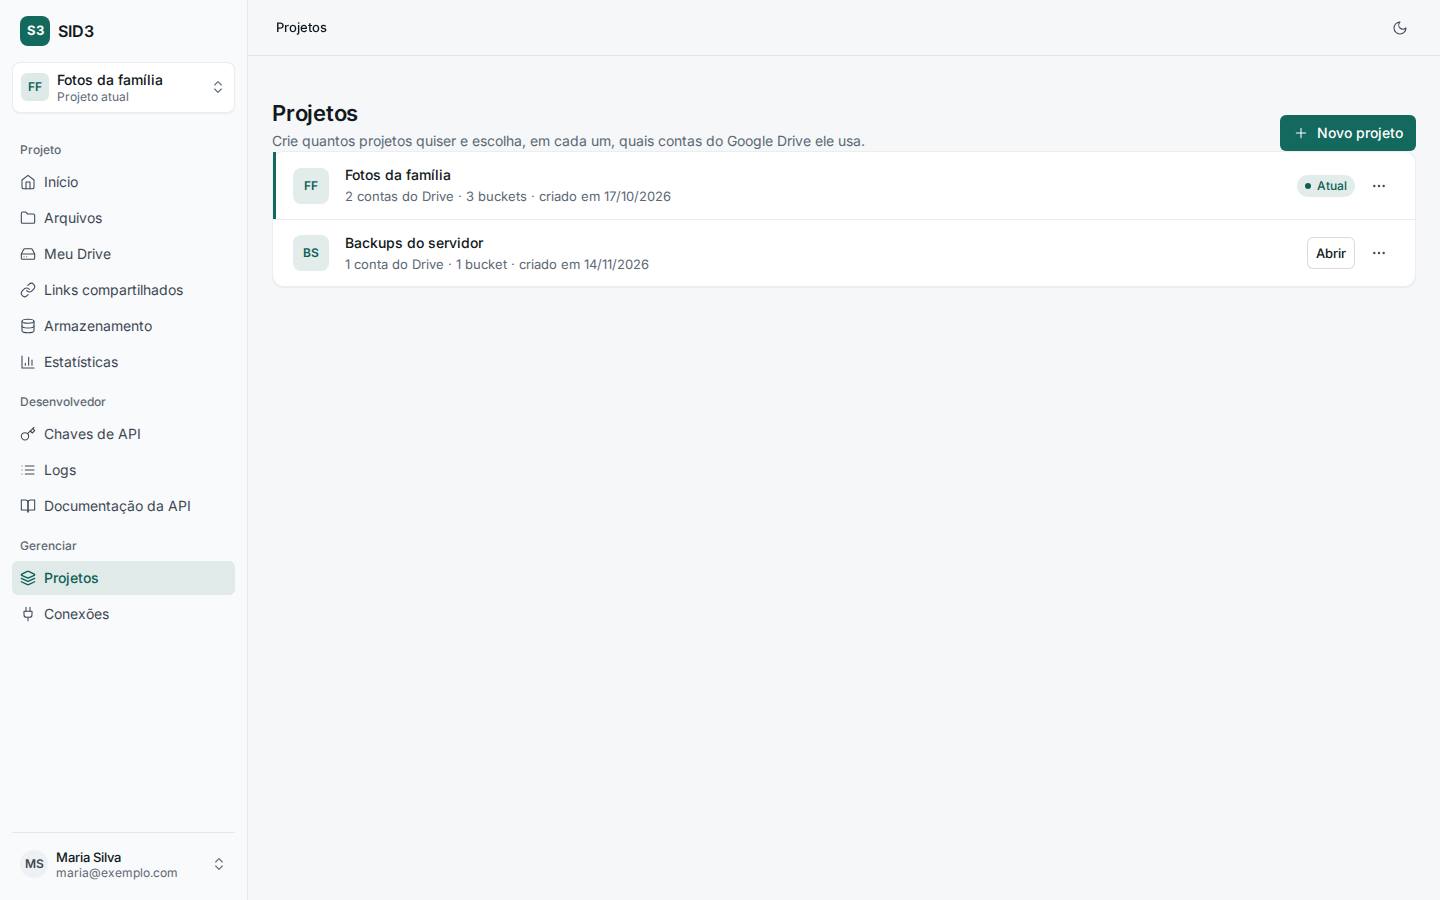 S3 SID3
FF Fotos da família
Projeto atual
Projeto
Início
Arquivos
Meu Drive
Links compartilhados
Armazenamento
Estatísticas
Desenvolvedor
Chaves de API
Logs
Documentação da API
Gerenciar
Projetos
Conexões
MS Maria Silva
maria@exemplo.com
Projetos
Projetos
Crie quantos projetos quiser e escolha, em cada um, quais contas do Google Drive ele usa.
Novo projeto
FF Fotos da família
2 contas do Drive · 3 buckets · criado em 17/10/2026
Atual
BS Backups do servidor
1 conta do Drive · 1 bucket · criado em 14/11/2026
Abrir